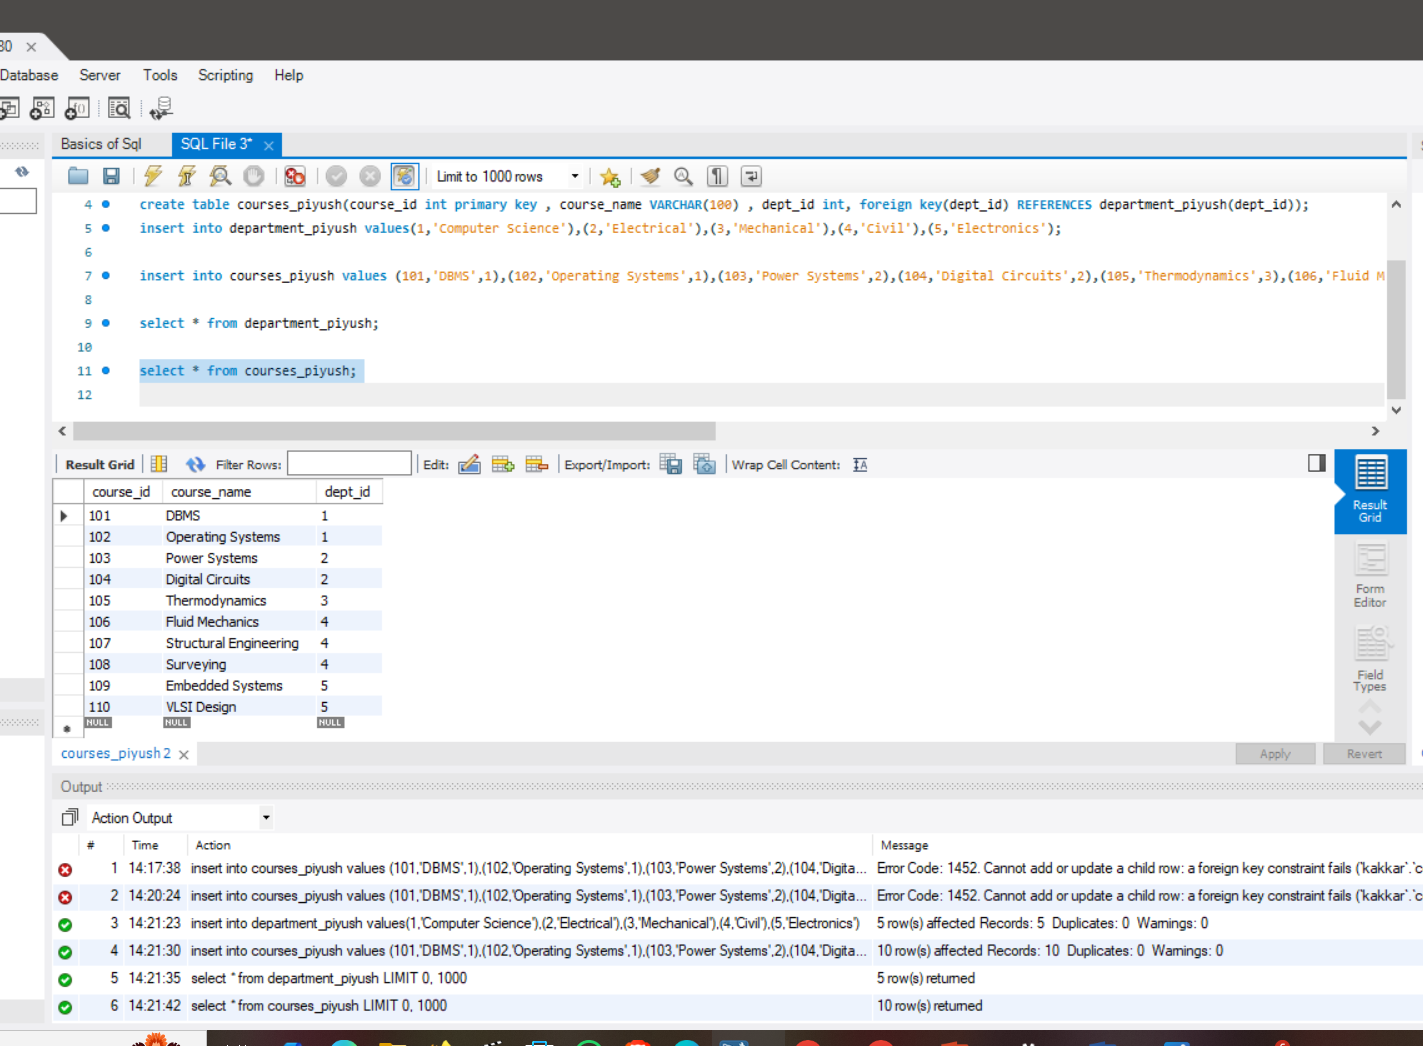 80
Database Server Tools Scripting Help
Basics of Sql SQL File 3*
Limit to 1000 rows
4 create table courses_piyush(course_id int primary key , course_name VARCHAR(100) , dept_id int, foreign key(dept_id) REFERENCES department_piyush(dept_id));
5 insert into department_piyush values(1,'Computer Science'),(2,'Electrical'),(3,'Mechanical'),(4,'Civil'),(5,'Electronics');
6
7 insert into courses_piyush values (101,'DBMS',1),(102,'Operating Systems',1),(103,'Power Systems',2),(104,'Digital Circuits',2),(105,'Thermodynamics',3),(106,'Fluid M
8
9 select * from department_piyush;
10
11 select * from courses_piyush;
12
Result Grid Filter Rows: Edit: Export/Import: Wrap Cell Content:
course_id course_name dept_id
101 DBMS 1
102 Operating Systems 1
103 Power Systems 2
104 Digital Circuits 2
105 Thermodynamics 3
106 Fluid Mechanics 4
107 Structural Engineering 4
108 Surveying 4
109 Embedded Systems 5
110 VLSI Design 5
NULL NULL NULL
Result
Grid
Form
Editor
Field
Types
courses_piyush 2 Apply Revert
Output
Action Output
# Time Action Message
1 14:17:38 insert into courses_piyush values (101,'DBMS',1),(102,'Operating Systems',1),(103,'Power Systems',2),(104,'Digita... Error Code: 1452. Cannot add or update a child row: a foreign key constraint fails (`kakkar`.`c
2 14:20:24 insert into courses_piyush values (101,'DBMS',1),(102,'Operating Systems',1),(103,'Power Systems',2),(104,'Digita... Error Code: 1452. Cannot add or update a child row: a foreign key constraint fails (`kakkar`.`c
3 14:21:23 insert into department_piyush values(1,'Computer Science'),(2,'Electrical'),(3,'Mechanical'),(4,'Civil'),(5,'Electronics') 5 row(s) affected Records: 5 Duplicates: 0 Warnings: 0
4 14:21:30 insert into courses_piyush values (101,'DBMS',1),(102,'Operating Systems',1),(103,'Power Systems',2),(104,'Digita... 10 row(s) affected Records: 10 Duplicates: 0 Warnings: 0
5 14:21:35 select * from department_piyush LIMIT 0, 1000 5 row(s) returned
6 14:21:42 select * from courses_piyush LIMIT 0, 1000 10 row(s) returned